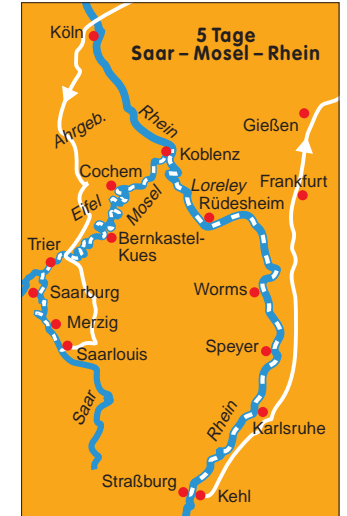 5 Tage
Saar – Mosel – Rhein
Köln
Ahrgeb.
Rhein
Gießen
Koblenz
Cochem
Eifel
Mosel
Loreley
Frankfurt
Rüdesheim
Trier
Bernkastel-
Kues
Saarburg
Worms
Merzig
Saarlouis
Speyer
Saar
Rhein
Karlsruhe
Straßburg
Kehl